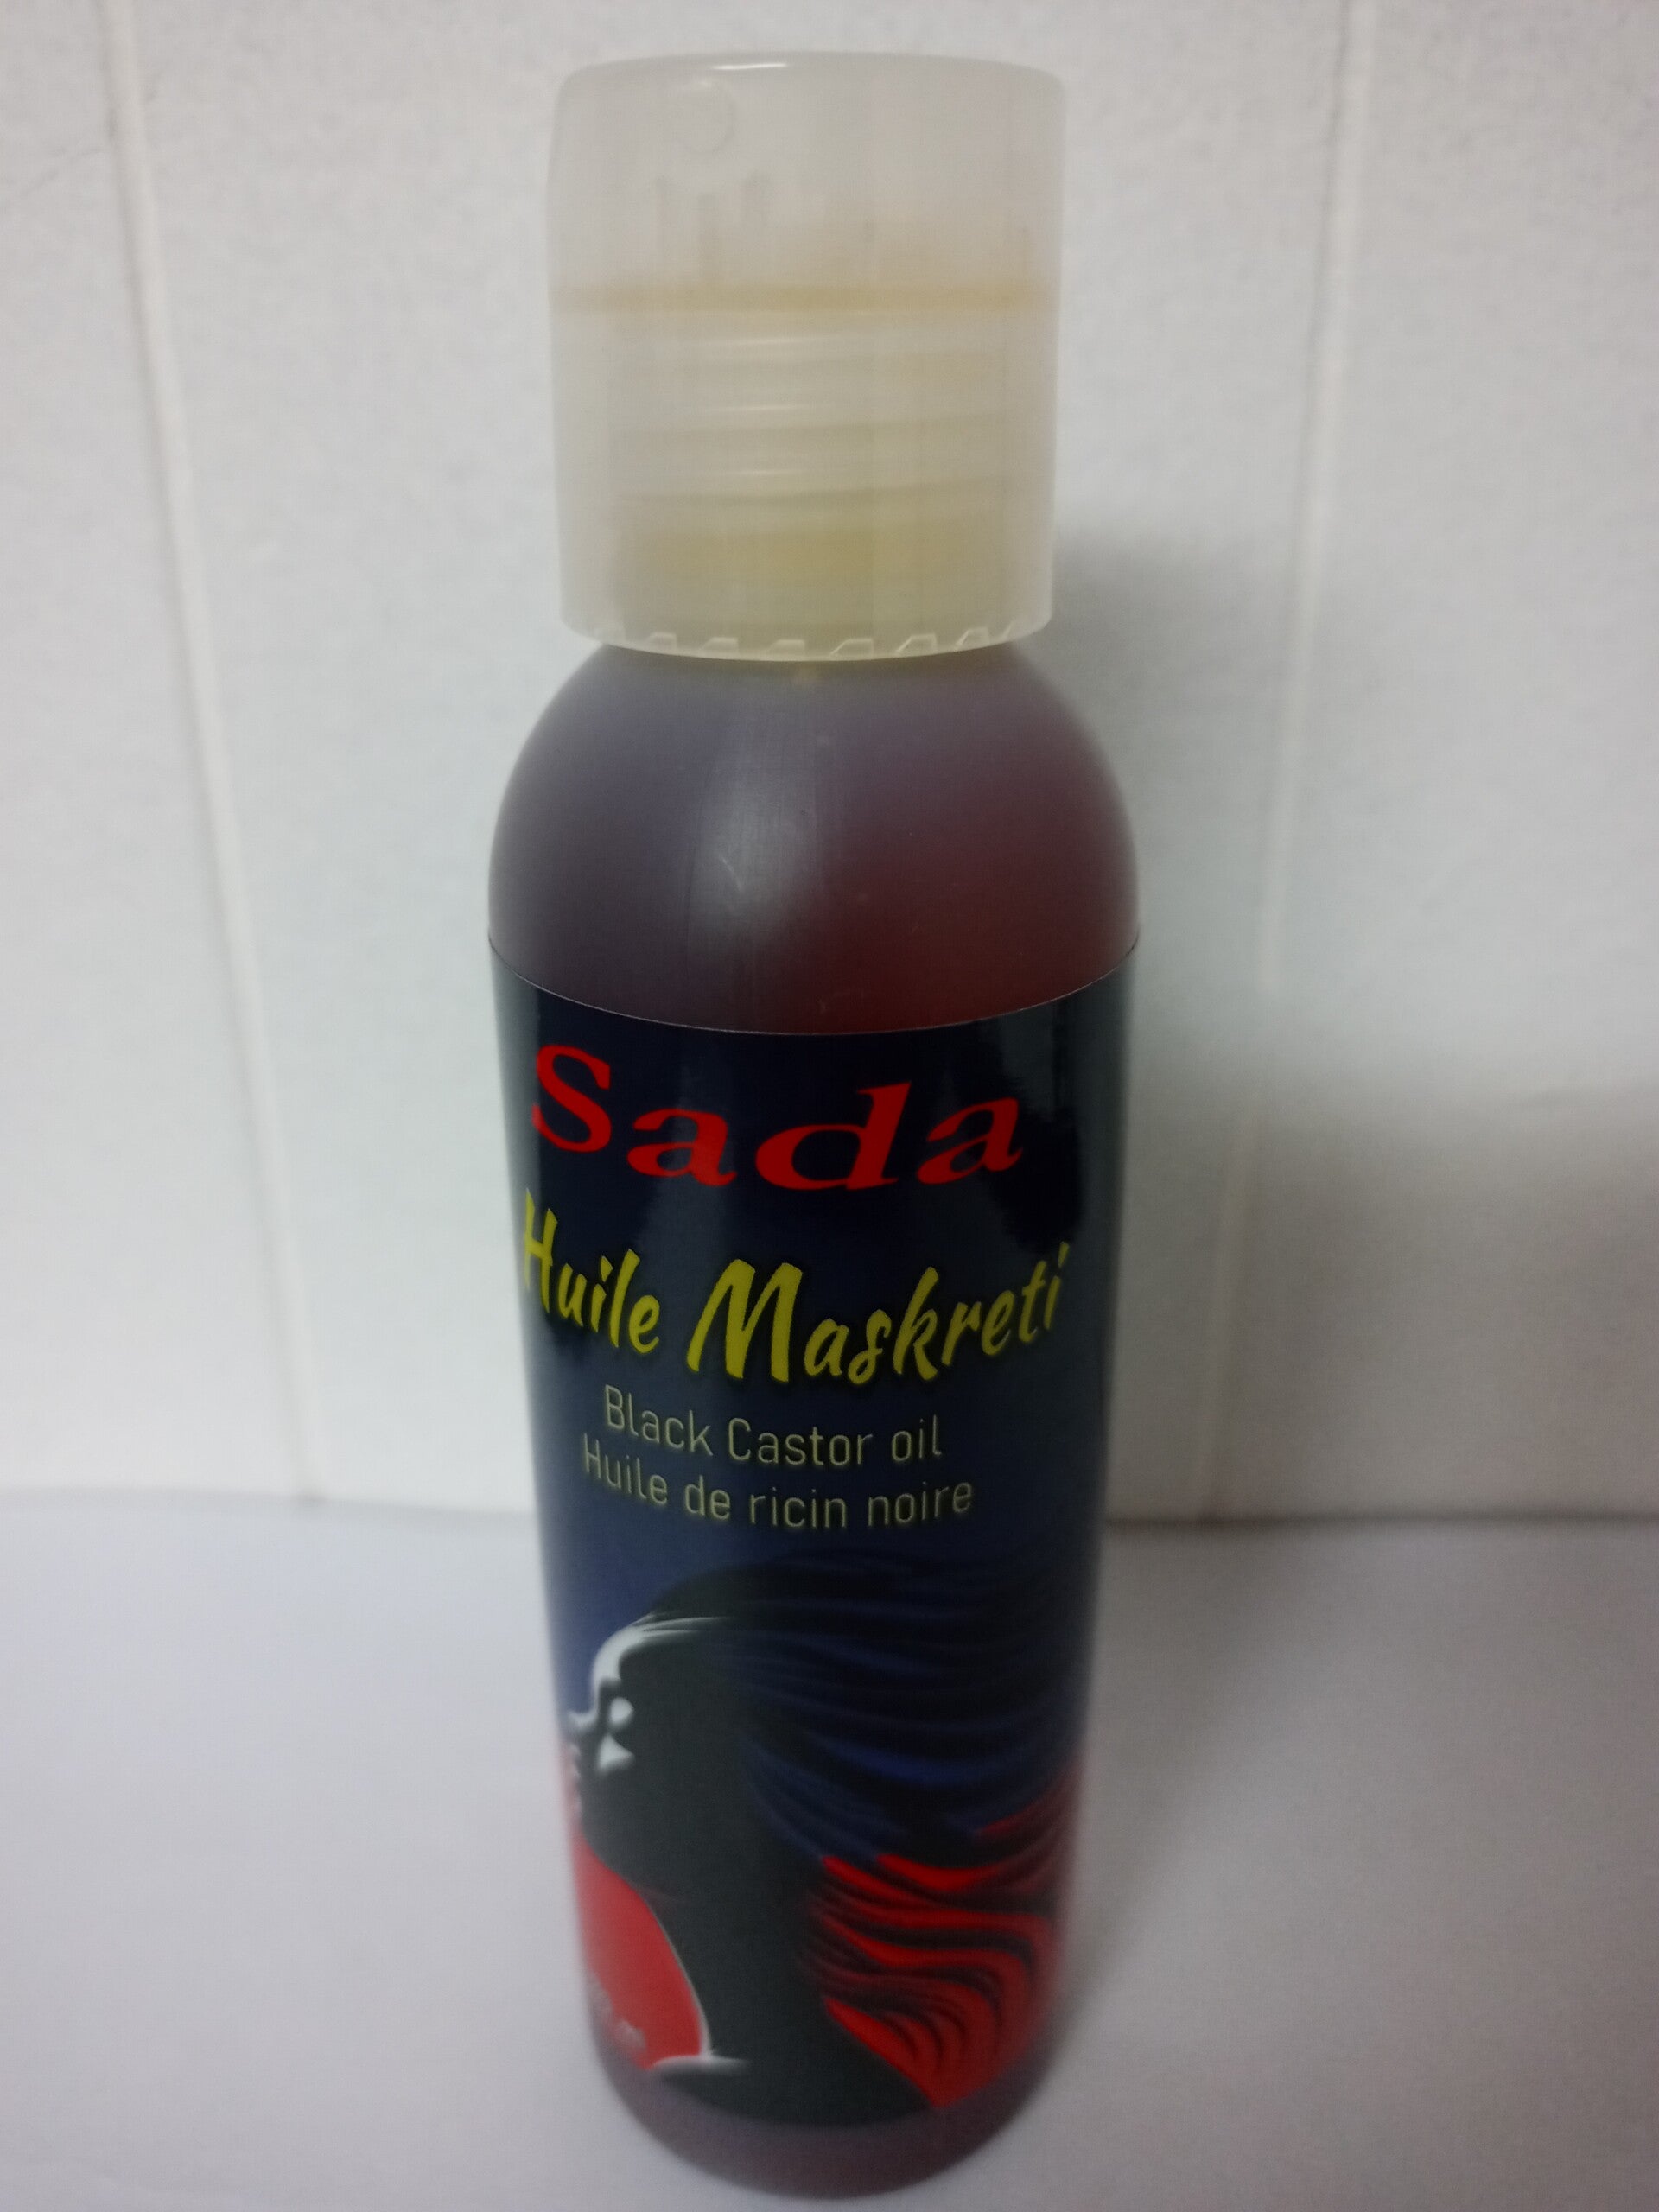 Sada
Huile Maskreti
Black Castor oil
Huile de ricin noire